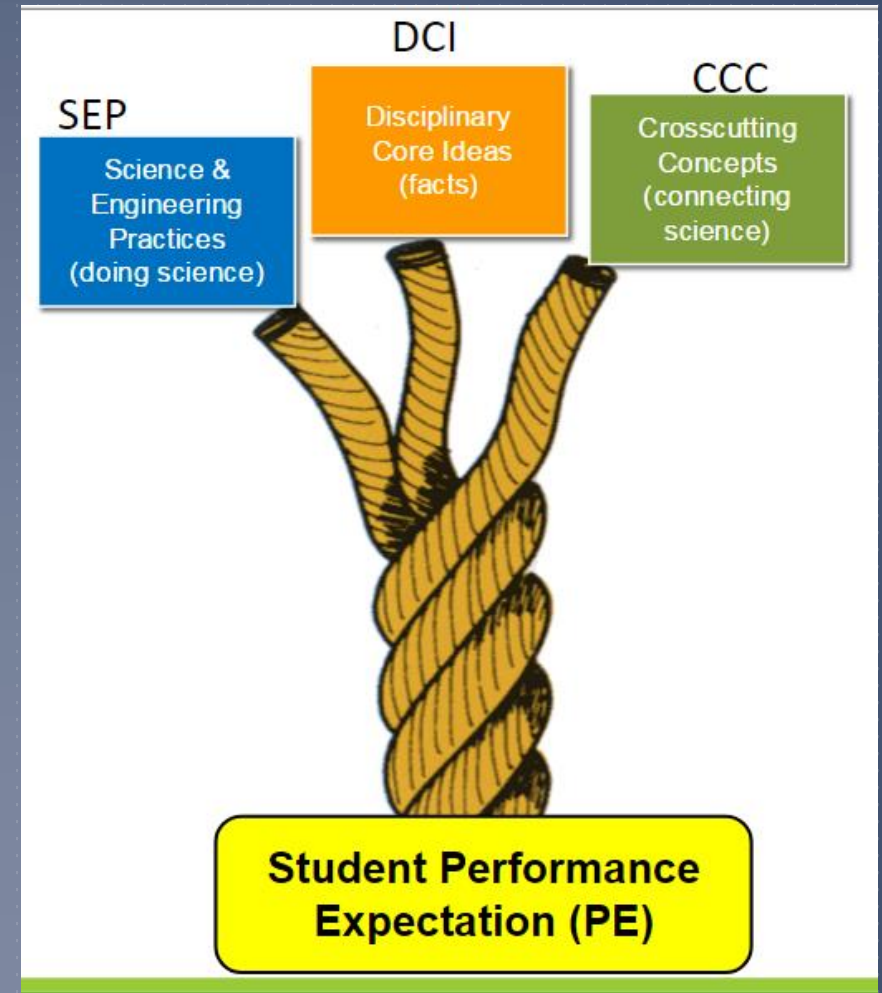 SEP
Science &
Engineering
Practices
(doing science)
DCI
Disciplinary
Core Ideas
(facts)
CCC
Crosscutting
Concepts
(connecting
science)
Student Performance
Expectation (PE)